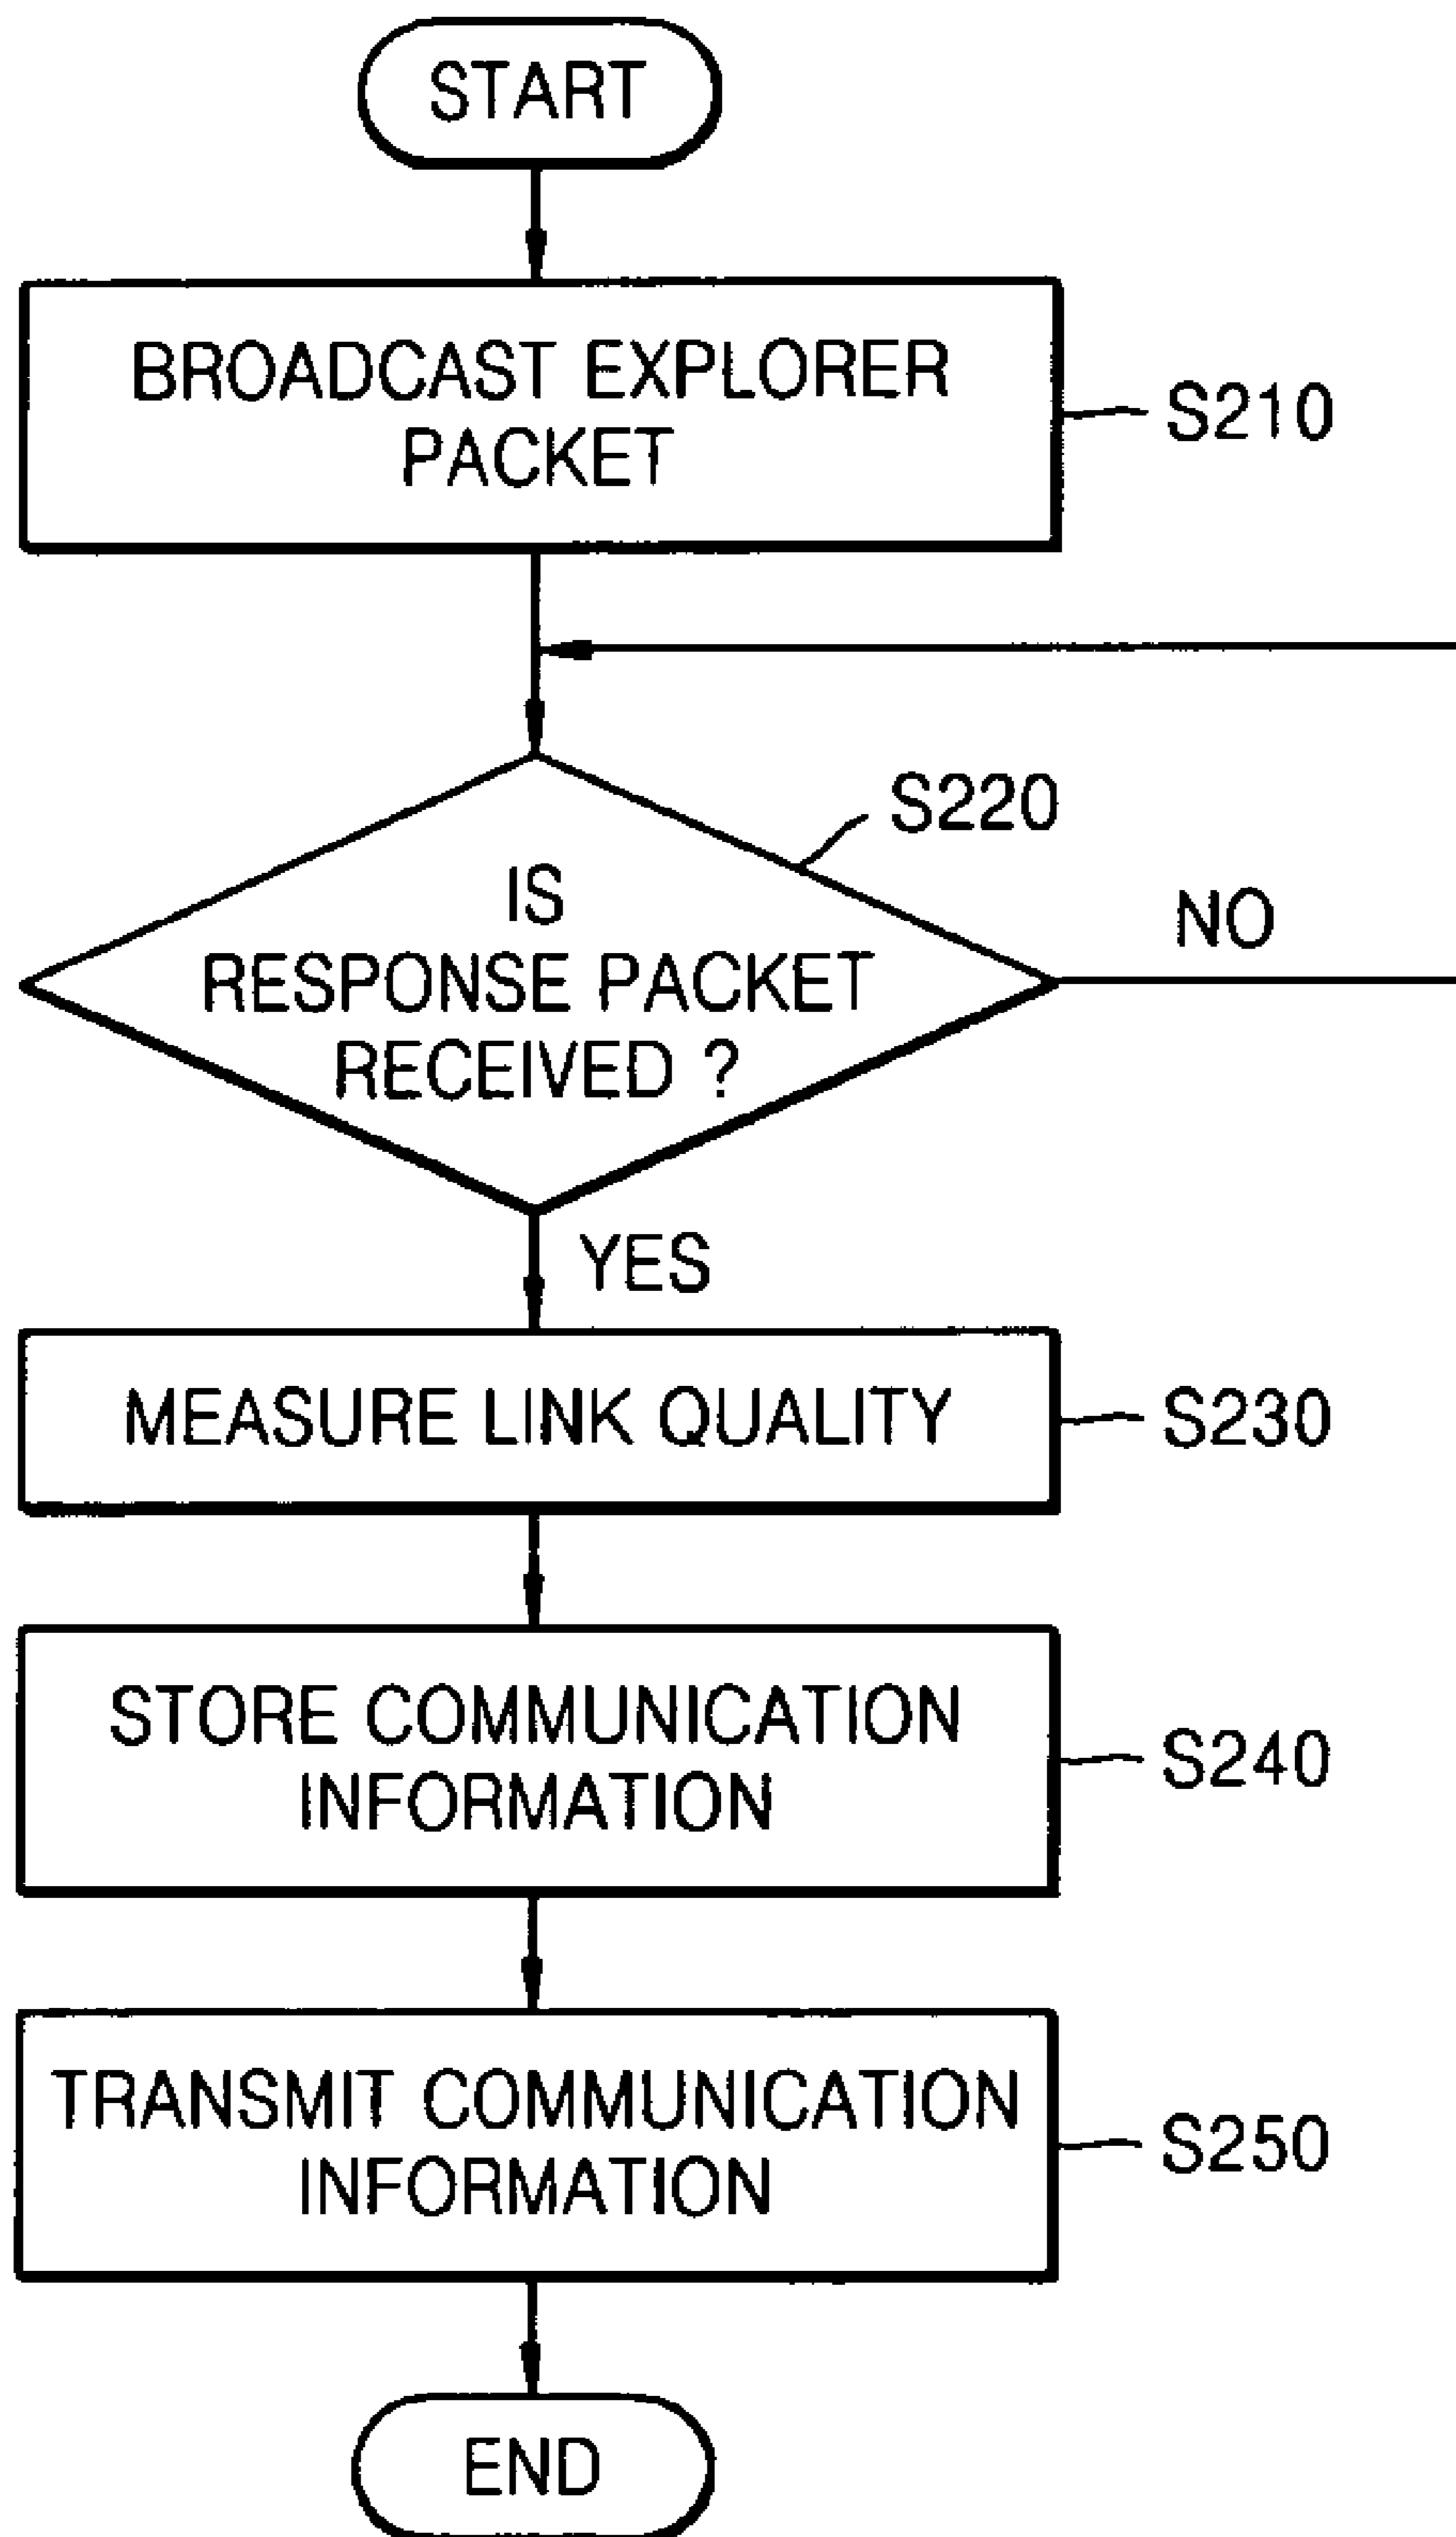 START
BROADCAST EXPLORER
PACKET
S210
S220
IS
RESPONSE PACKET
RECEIVED ?
NO
YES
MEASURE LINK QUALITY
S230
STORE COMMUNICATION
INFORMATION
S240
TRANSMIT COMMUNICATION
INFORMATION
S250
END